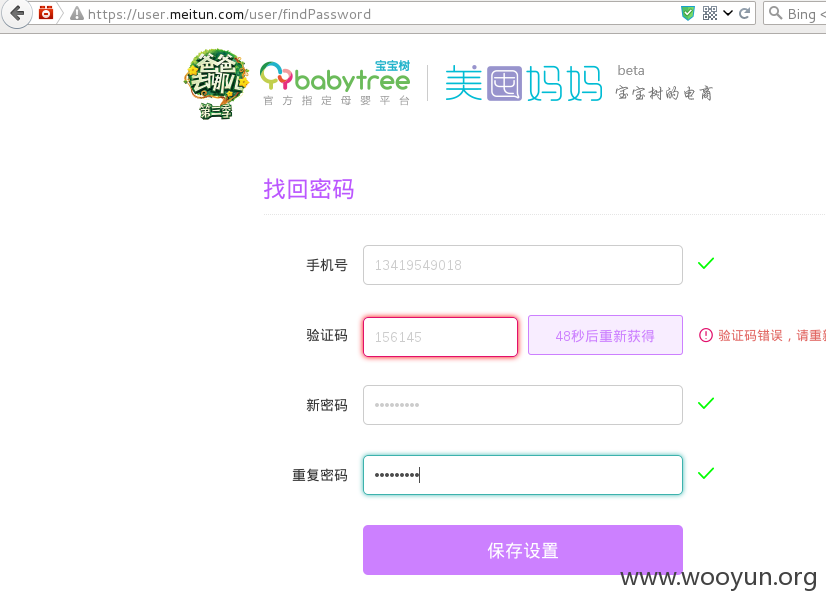 https://user.meitun.com/user/findPassword
Bing <
爸爸去哪儿
第二季
宝宝树
babytree
官方指定母婴平台
美囤妈妈
beta
宝宝树的电商
找回密码
手机号 13419549018
验证码 156145 48秒后重新获得 验证码错误，请重新
新密码 •••••••••
重复密码 •••••••••
保存设置
www.wooyun.org